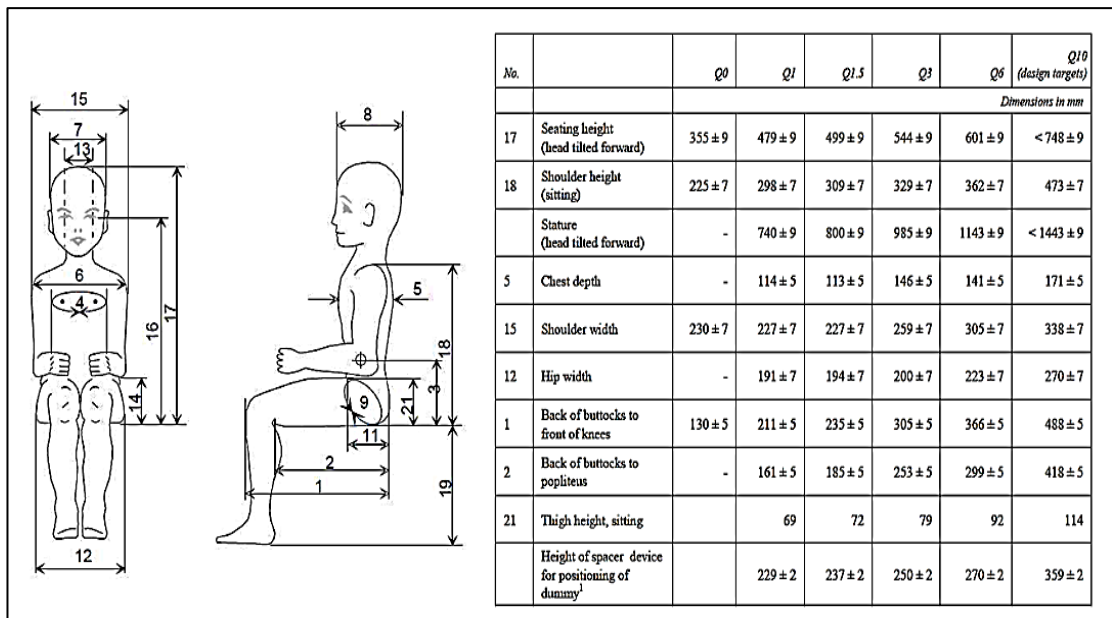 15
7
13
6
4
16
17
14
12
8
5
18
3
21
9
11
2
1
19
No. Q0 Q1 Q1.5 Q3 Q6 Q10
(design targets)
Dimensions in mm
17 Seating height
(head tilted forward) 355 ± 9 479 ± 9 499 ± 9 544 ± 9 601 ± 9 < 748 ± 9
18 Shoulder height
(sitting) 225 ± 7 298 ± 7 309 ± 7 329 ± 7 362 ± 7 473 ± 7
Stature
(head tilted forward) - 740 ± 9 800 ± 9 985 ± 9 1143 ± 9 < 1443 ± 9
5 Chest depth - 114 ± 5 113 ± 5 146 ± 5 141 ± 5 171 ± 5
15 Shoulder width 230 ± 7 227 ± 7 227 ± 7 259 ± 7 305 ± 7 338 ± 7
12 Hip width - 191 ± 7 194 ± 7 200 ± 7 223 ± 7 270 ± 7
1 Back of buttocks to
front of knees 130 ± 5 211 ± 5 235 ± 5 305 ± 5 366 ± 5 488 ± 5
2 Back of buttocks to
popliteus - 161 ± 5 185 ± 5 253 ± 5 299 ± 5 418 ± 5
21 Thigh height, sitting 69 72 79 92 114
Height of spacer device
for positioning of
dummy¹ 229 ± 2 237 ± 2 250 ± 2 270 ± 2 359 ± 2